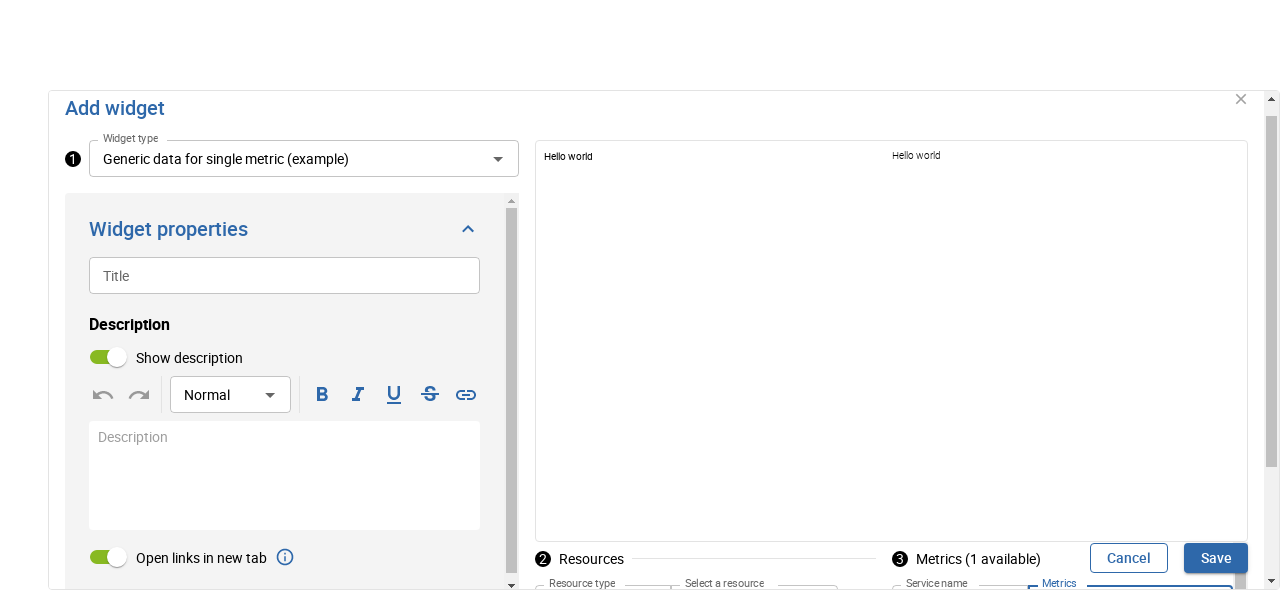 Add widget
Widget type
1 Generic data for single metric (example)
Hello world
Hello world
Widget properties
Title
Description
Show description
Normal
Description
Open links in new tab
2 Resources
3 Metrics (1 available)
Cancel
Save
Resource type
Select a resource
Service name
Metrics